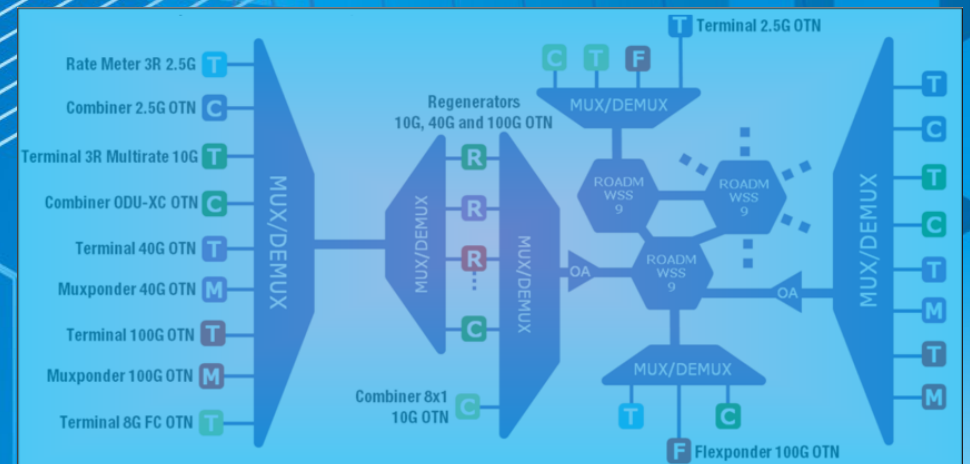 T Terminal 2.5G OTN
Rate Meter 3R 2.5G T
C T F
T
Combiner 2.5G OTN C
Regenerators
10G, 40G and 100G OTN
MUX/DEMUX
C
Terminal 3R Multirate 10G T
R
T
Combiner ODU-XC OTN C
R
ROADM
WSS
9
ROADM
WSS
9
C
MUX/DEMUX
MUX/DEMUX
MUX/DEMUX
MUX/DEMUX
Terminal 40G OTN T
R
OA
ROADM
WSS
9
OA
T
Muxponder 40G OTN M
M
Terminal 100G OTN T
C
T
Muxponder 100G OTN M
MUX/DEMUX
M
Combiner 8x1
10G OTN
C
Terminal 8G FC OTN T
T
C
F Flexponder 100G OTN